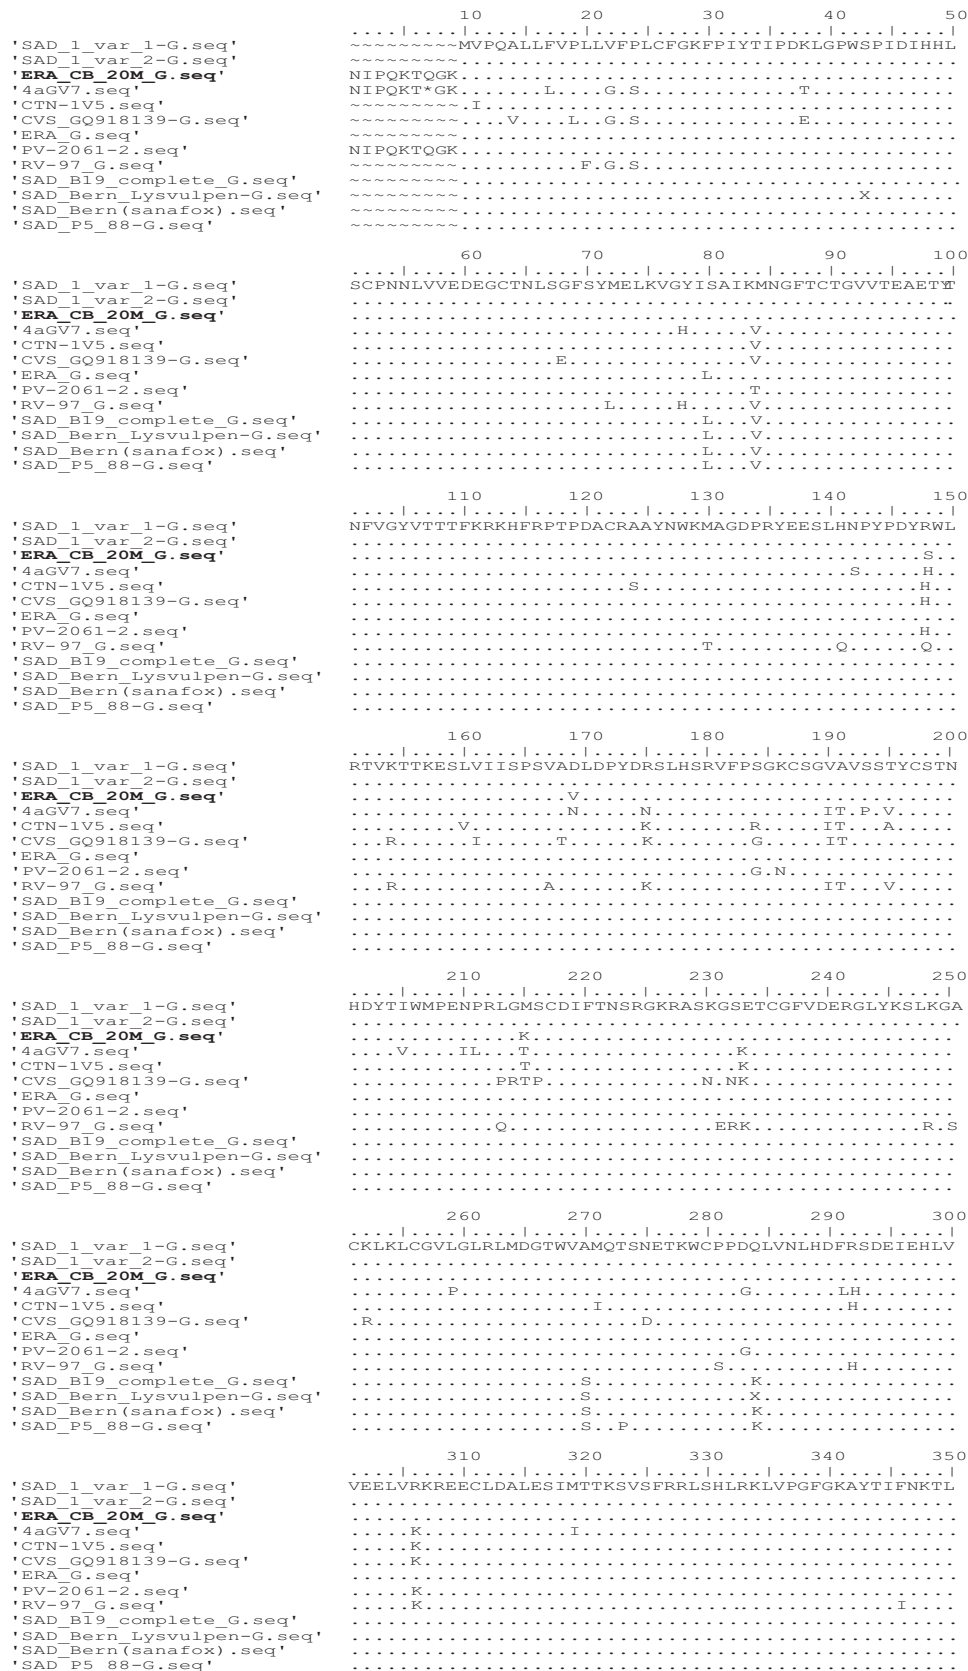 10 20 30 40 50
....|....|....|....|....|....|....|....|....|....|
'SAD_1_var_1-G.seq' ~~~~~~~~~MVPQALLFVPLLVFPLCFGKFPIYTIPDKLGPWSPIDIHHL
'SAD_1_var_2-G.seq' ~~~~~~~~~.........................................
'ERA_CB_20M_G.seq' NIPQKTQGK.........................................
'4aGV7.seq' NIPQKT*GK.......L....G.S.............T............
'CTN-1V5.seq' ~~~~~~~~~.I.......................................
'CVS_GQ918139-G.seq' ~~~~~~~~~....V....L..G.S.............E............
'ERA_G.seq' ~~~~~~~~~.........................................
'PV-2061-2.seq' NIPQKTQGK.........................................
'RV-97_G.seq' ~~~~~~~~~..........F.G.S..........................
'SAD_B19_complete_G.seq' ~~~~~~~~~.........................................
'SAD_Bern_Lysvulpen-G.seq' ~~~~~~~~~.................................X.......
'SAD_Bern(sanafox).seq' ~~~~~~~~~.........................................
'SAD_P5_88-G.seq' ~~~~~~~~~.........................................
60 70 80 90 100
....|....|....|....|....|....|....|....|....|....|
'SAD_1_var_1-G.seq' SCPNNLVVEDEGCTNLSGFSYMELKVGYISAIKMNGFTCTGVVTEAETYT
'SAD_1_var_2-G.seq' ..................................................
'ERA_CB_20M_G.seq' ..................................................
'4aGV7.seq' ...........................H.....V................
'CTN-1V5.seq' .................................V................
'CVS_GQ918139-G.seq' .................E...............V................
'ERA_G.seq' .............................L....................
'PV-2061-2.seq' .................................T................
'RV-97_G.seq' .....................L.....H.....V................
'SAD_B19_complete_G.seq' .............................L...V................
'SAD_Bern_Lysvulpen-G.seq' .............................L...V................
'SAD_Bern(sanafox).seq' .............................L...V................
'SAD_P5_88-G.seq' .............................L...V................
110 120 130 140 150
....|....|....|....|....|....|....|....|....|....|
'SAD_1_var_1-G.seq' NFVGYVTTTFKRKHFRPTPDACRAAYNWKMAGDPRYEESLHNPYPDYRWL
'SAD_1_var_2-G.seq' ..................................................
'ERA_CB_20M_G.seq' ...............................................S..
'4aGV7.seq' .........................................S.....H..
'CTN-1V5.seq' .......................S.......................H..
'CVS_GQ918139-G.seq' ...............................................H..
'ERA_G.seq' ..................................................
'PV-2061-2.seq' ...............................................H..
'RV-97_G.seq' .............................T..........Q......Q..
'SAD_B19_complete_G.seq' ..................................................
'SAD_Bern_Lysvulpen-G.seq' ..................................................
'SAD_Bern(sanafox).seq' ..................................................
'SAD_P5_88-G.seq' ..................................................
160 170 180 190 200
....|....|....|....|....|....|....|....|....|....|
'SAD_1_var_1-G.seq' RTVKTTKESLVIISPSVADLDPYDRSLHSRVFPSGKCSGVAVSSTYCSTN
'SAD_1_var_2-G.seq' ..................................................
'ERA_CB_20M_G.seq' ..................V...............................
'4aGV7.seq' ..................N.....N..............IT.P.V.....
'CTN-1V5.seq' .........V..............K........R.....IT...A.....
'CVS_GQ918139-G.seq' ...R......I......T......K........G.....IT.........
'ERA_G.seq' ..................................................
'PV-2061-2.seq' .................................G.N..............
'RV-97_G.seq' ...R............A.......K..............IT...V.....
'SAD_B19_complete_G.seq' ..................................................
'SAD_Bern_Lysvulpen-G.seq' ..................................................
'SAD_Bern(sanafox).seq' ..................................................
'SAD_P5_88-G.seq' ..................................................
210 220 230 240 250
....|....|....|....|....|....|....|....|....|....|
'SAD_1_var_1-G.seq' HDYTIWMPENPRLGMSCDIFTNSRGKRASKGSETCGFVDERGLYKSLKGA
'SAD_1_var_2-G.seq' ..................................................
'ERA_CB_20M_G.seq' ..............K...................................
'4aGV7.seq' ....V....IL...T.................K.................
'CTN-1V5.seq' ..............T.................K.................
'CVS_GQ918139-G.seq' ............PRTP.............N.NK.................
'ERA_G.seq' ..................................................
'PV-2061-2.seq' ..................................................
'RV-97_G.seq' ............Q.................ERK..............R.S
'SAD_B19_complete_G.seq' ..................................................
'SAD_Bern_Lysvulpen-G.seq' ..................................................
'SAD_Bern(sanafox).seq' ..................................................
'SAD_P5_88-G.seq' ..................................................
260 270 280 290 300
....|....|....|....|....|....|....|....|....|....|
'SAD_1_var_1-G.seq' CKLKLCGVLGLRLMDGTWVAMQTSNETKWCPPDQLVNLHDFRSDEIEHLV
'SAD_1_var_2-G.seq' ..................................................
'ERA_CB_20M_G.seq' ..................................................
'4aGV7.seq' ........P.......................G.......LH........
'CTN-1V5.seq' ....................I....................H........
'CVS_GQ918139-G.seq' .R......................D.........................
'ERA_G.seq' ..................................................
'PV-2061-2.seq' ................................G.................
'RV-97_G.seq' ..............................S..........H........
'SAD_B19_complete_G.seq' ...................S.............K................
'SAD_Bern_Lysvulpen-G.seq' ...................S.............X................
'SAD_Bern(sanafox).seq' ...................S.............K................
'SAD_P5_88-G.seq' ...................S..P..........K................
310 320 330 340 350
....|....|....|....|....|....|....|....|....|....|
'SAD_1_var_1-G.seq' VEELVRKREECLDALESIMTTKSVSFRRLSHLRKLVPGFGKAYTIFNKTL
'SAD_1_var_2-G.seq' ..................................................
'ERA_CB_20M_G.seq' ..................................................
'4aGV7.seq' .....K............I...............................
'CTN-1V5.seq' .....K............................................
'CVS_GQ918139-G.seq' .....K............................................
'ERA_G.seq' ..................................................
'PV-2061-2.seq' .....K............................................
'RV-97_G.seq' .....K.......................................I....
'SAD_B19_complete_G.seq' ..................................................
'SAD_Bern_Lysvulpen-G.seq' ..................................................
'SAD_Bern(sanafox).seq' ..................................................
'SAD_P5_88-G.seq' ..................................................